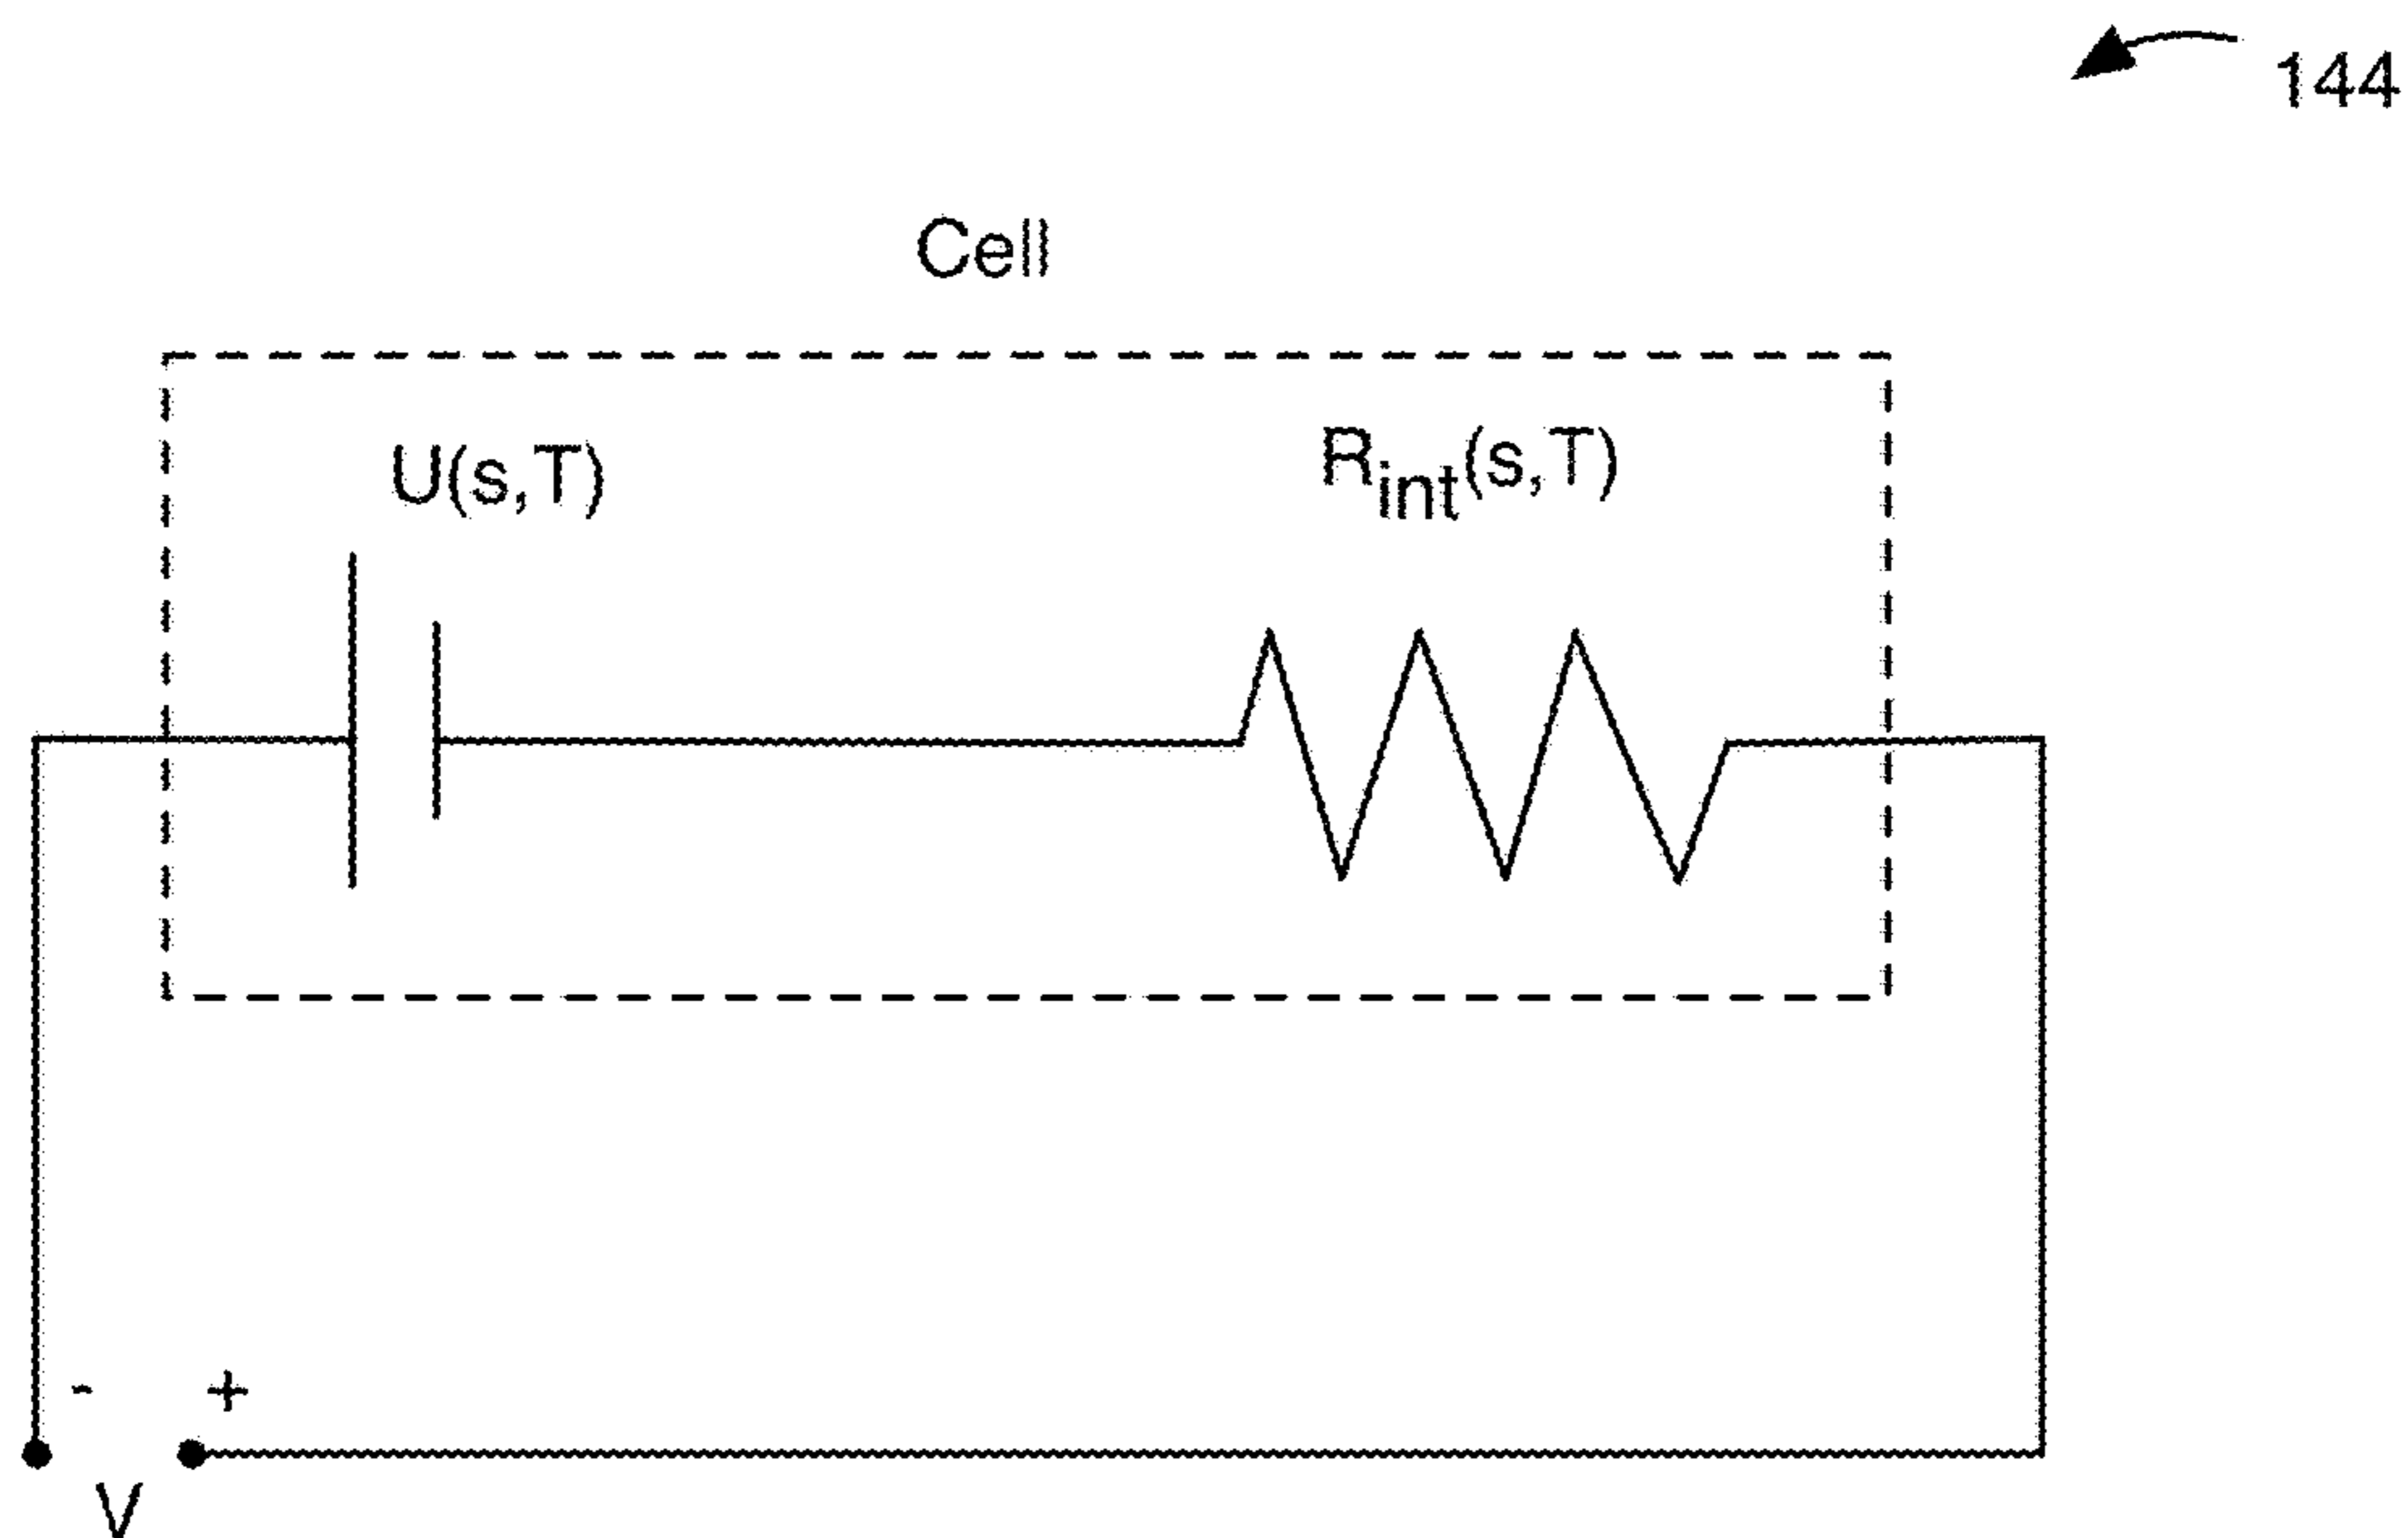 144
Cell
U(s,T)
Rint(s,T)
- +
V